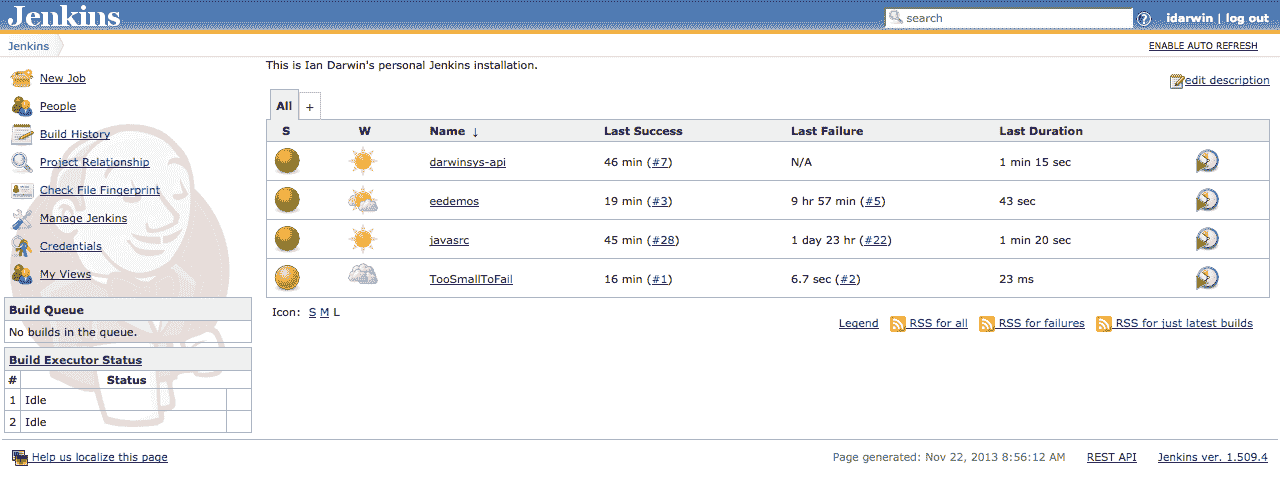 Jenkins
search
idarwin | log out
Jenkins
ENABLE AUTO REFRESH
New Job
People
Build History
Project Relationship
Check File Fingerprint
Manage Jenkins
Credentials
My Views
Build Queue
No builds in the queue.
Build Executor Status
# Status
1 Idle
2 Idle
This is Ian Darwin's personal Jenkins installation.
edit description
All +
S W Name ↓ Last Success Last Failure Last Duration
darwinsys-api 46 min (#7) N/A 1 min 15 sec
eedemos 19 min (#3) 9 hr 57 min (#5) 43 sec
javasrc 45 min (#28) 1 day 23 hr (#22) 1 min 20 sec
TooSmallToFail 16 min (#1) 6.7 sec (#2) 23 ms
Icon: S M L
Legend RSS for all RSS for failures RSS for just latest builds
Help us localize this page
Page generated: Nov 22, 2013 8:56:12 AM REST API Jenkins ver. 1.509.4